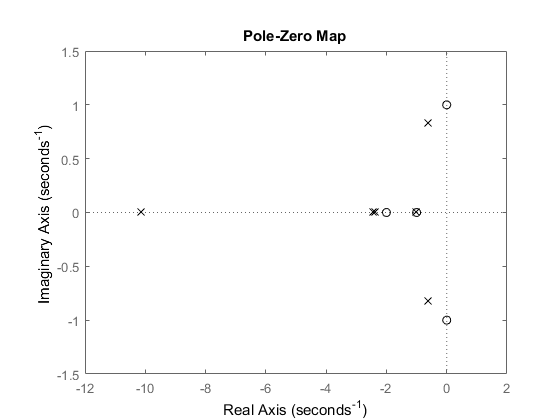 Pole-Zero Map
1.5
1
0.5
0
-0.5
-1
-1.5
Imaginary Axis (seconds⁻¹)
-12 -10 -8 -6 -4 -2 0 2
Real Axis (seconds⁻¹)